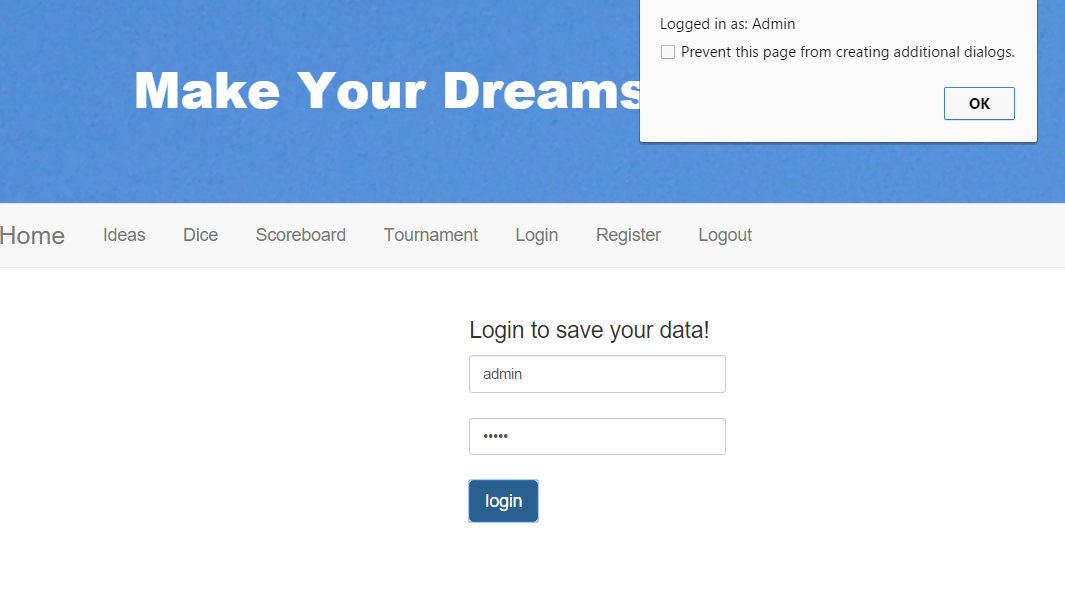 Logged in as: Admin
Prevent this page from creating additional dialogs.
OK
Make Your Dreams
Home Ideas Dice Scoreboard Tournament Login Register Logout
Login to save your data!
admin
•••••
login